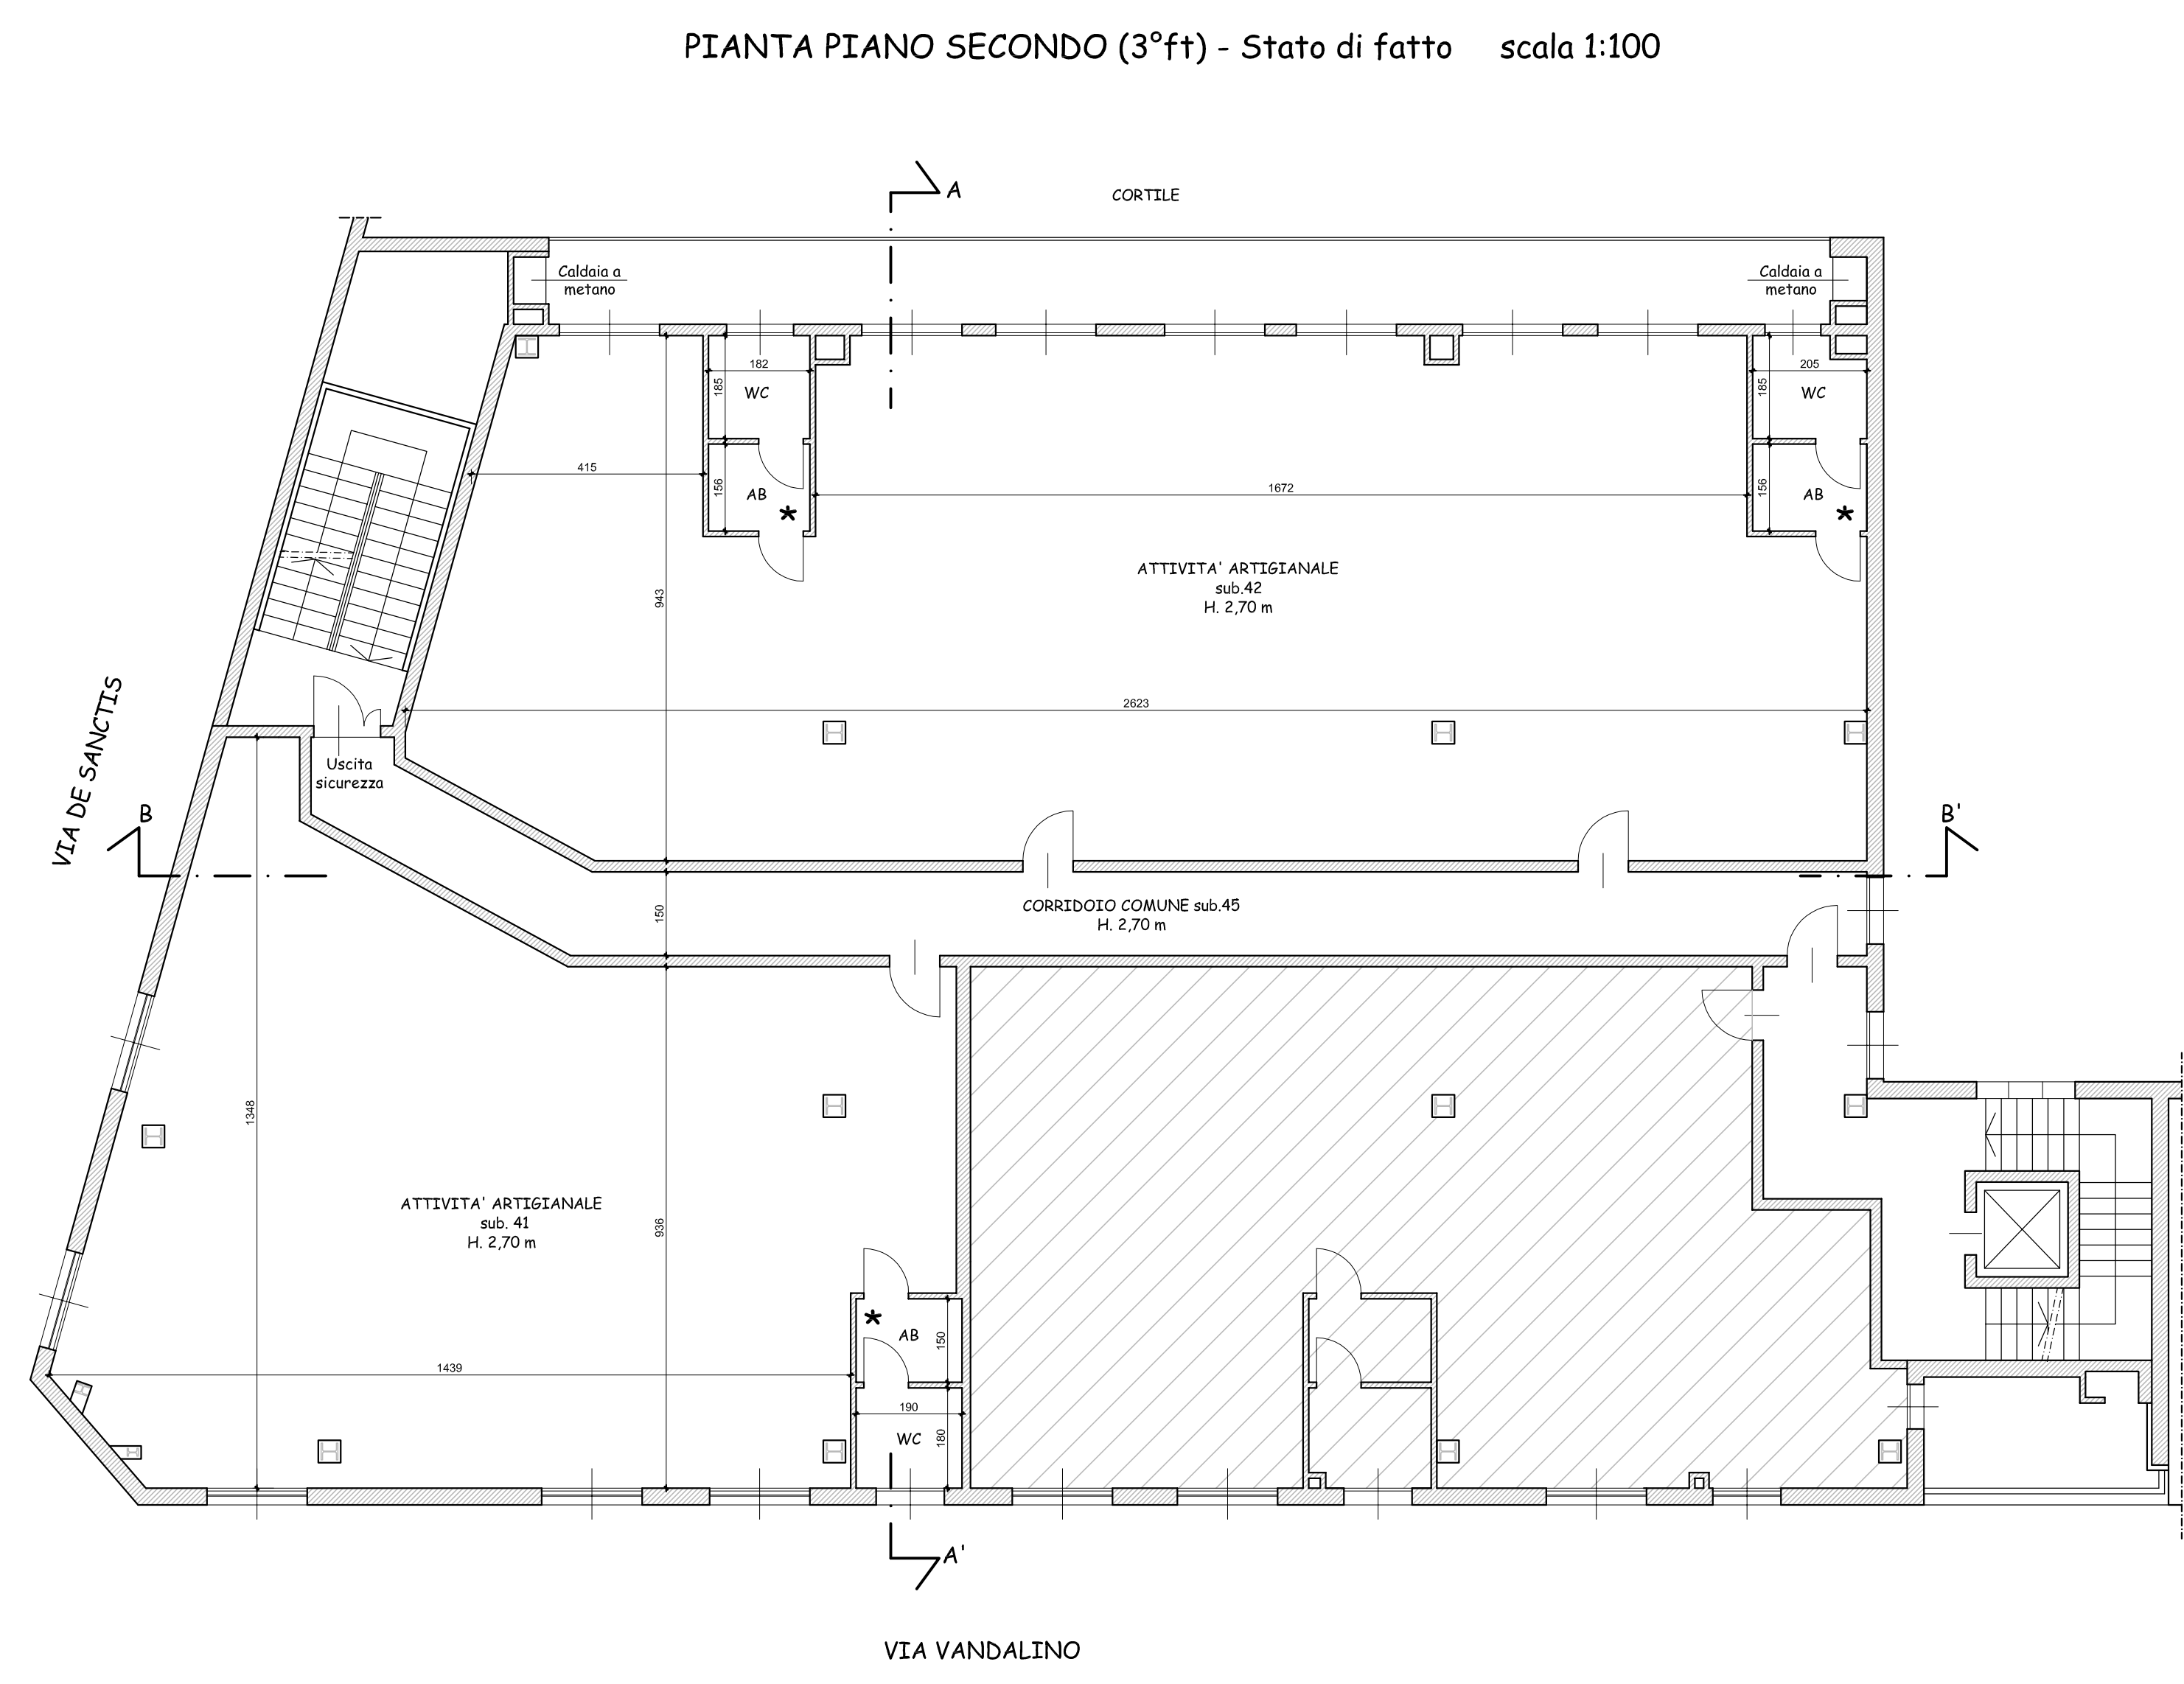 PIANTA PIANO SECONDO (3°ft) - Stato di fatto scala 1:100
A
CORTILE
Caldaia a
metano
Caldaia a
metano
182
185
WC
205
185
WC
415
156
AB
*
1672
156
AB
*
ATTIVITA' ARTIGIANALE
sub.42
H. 2,70 m
943
2623
VIA DE SANCTIS
Uscita
sicurezza
B
B'
150
CORRIDOIO COMUNE sub.45
H. 2,70 m
1348
ATTIVITA' ARTIGIANALE
sub. 41
H. 2,70 m
936
*
AB
150
1439
190
WC
180
A'
VIA VANDALINO